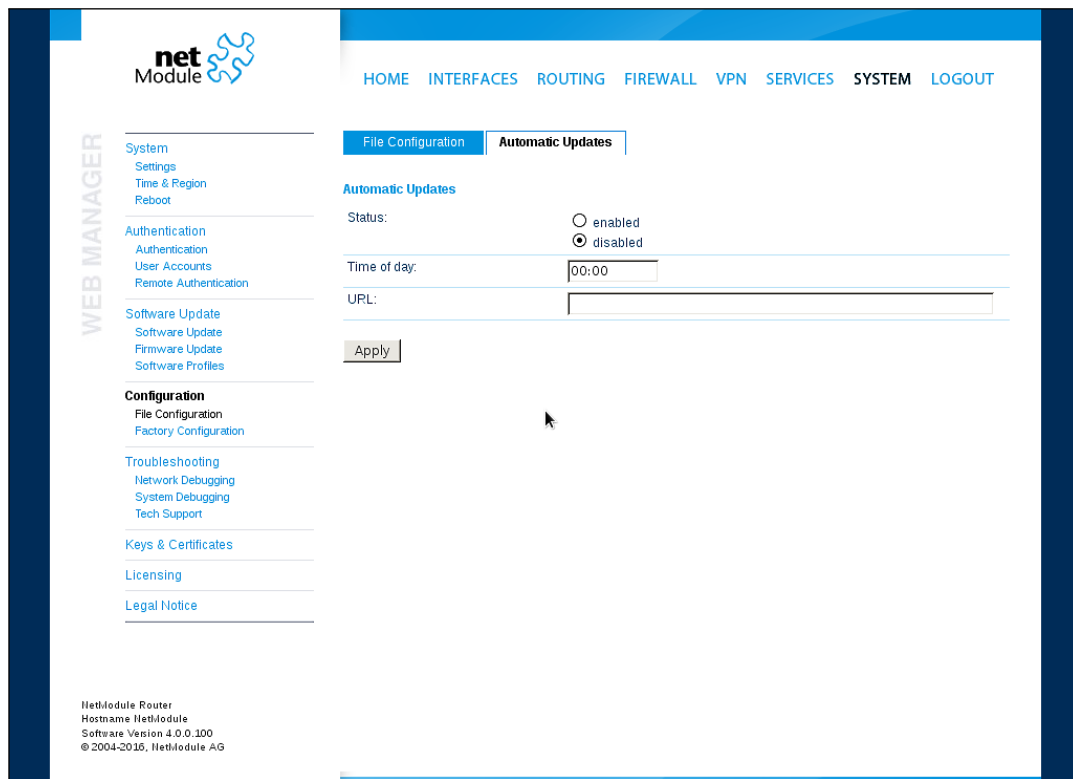 net
Module
HOME INTERFACES ROUTING FIREWALL VPN SERVICES SYSTEM LOGOUT
WEB MANAGER
System
Settings
Time & Region
Reboot
Authentication
Authentication
User Accounts
Remote Authentication
Software Update
Software Update
Firmware Update
Software Profiles
Configuration
File Configuration
Factory Configuration
Troubleshooting
Network Debugging
System Debugging
Tech Support
Keys & Certificates
Licensing
Legal Notice
File Configuration Automatic Updates
Automatic Updates
Status:
enabled
disabled
Time of day: 00:00
URL:
Apply
NetModule Router
Hostname NetModule
Software Version 4.0.0.100
© 2004-2016, NetModule AG